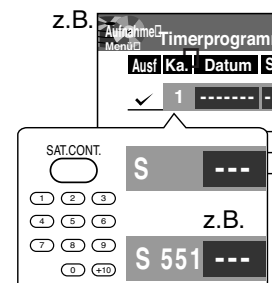 z.B.
Aufnahme Timerprogramm
Menü
Ausf Ka. Datum S
✓ 1 ------- -
SAT.CONT.
S ---
1 2 3
4 5 6
z.B.
7 8 9
S 551 ---
0 +10